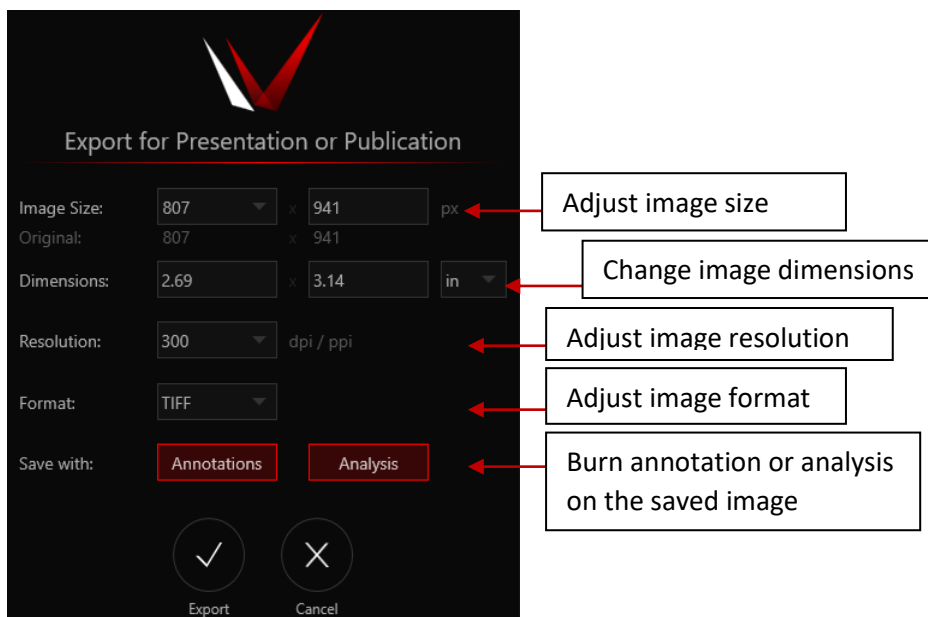 Export for Presentation or Publication
Image Size: 807 x 941 px
Adjust image size
Original: 807 x 941
Dimensions: 2.69 x 3.14 in
Change image dimensions
Resolution: 300 dpi / ppi
Adjust image resolution
Format: TIFF
Adjust image format
Save with: Annotations Analysis
Burn annotation or analysis
on the saved image
Export Cancel